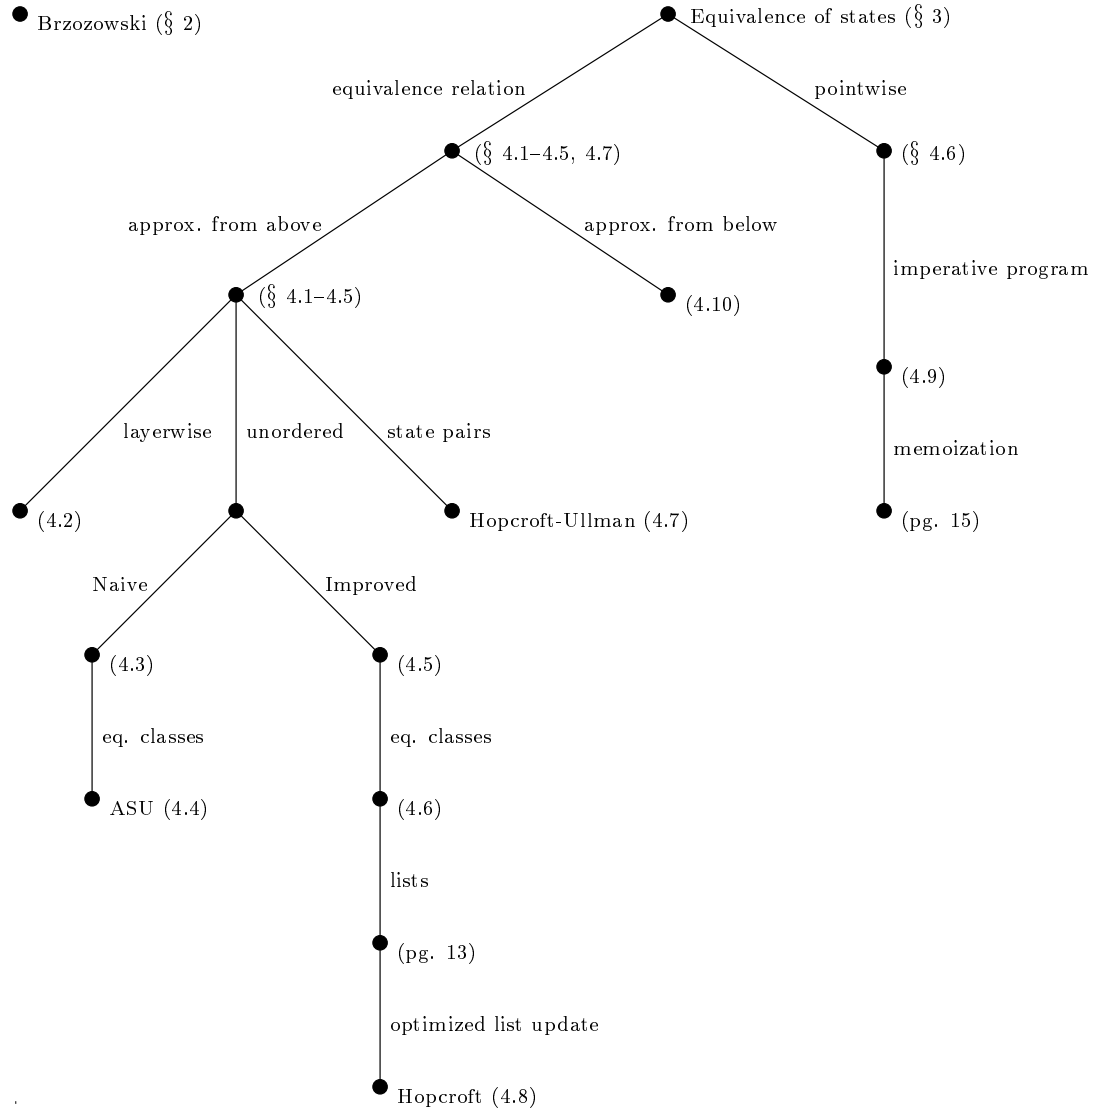 Brzozowski (§ 2)
Equivalence of states (§ 3)
equivalence relation
pointwise
(§ 4.1–4.5, 4.7)
(§ 4.6)
approx. from above
approx. from below
imperative program
(§ 4.1–4.5)
(4.10)
(4.9)
layerwise
unordered
state pairs
memoization
(4.2)
Hopcroft-Ullman (4.7)
(pg. 15)
Naive
Improved
(4.3)
(4.5)
eq. classes
eq. classes
ASU (4.4)
(4.6)
lists
(pg. 13)
optimized list update
Hopcroft (4.8)